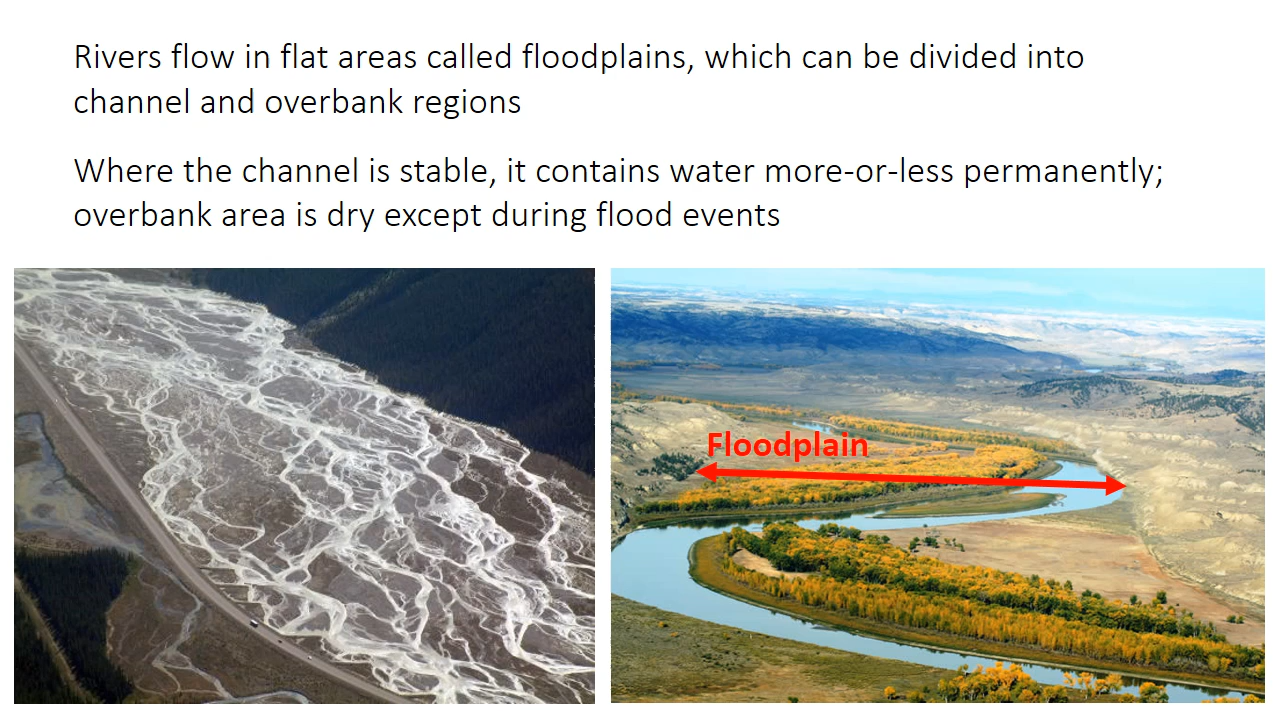 Rivers flow in flat areas called floodplains, which can be divided into
channel and overbank regions
Where the channel is stable, it contains water more-or-less permanently;
overbank area is dry except during flood events
Floodplain